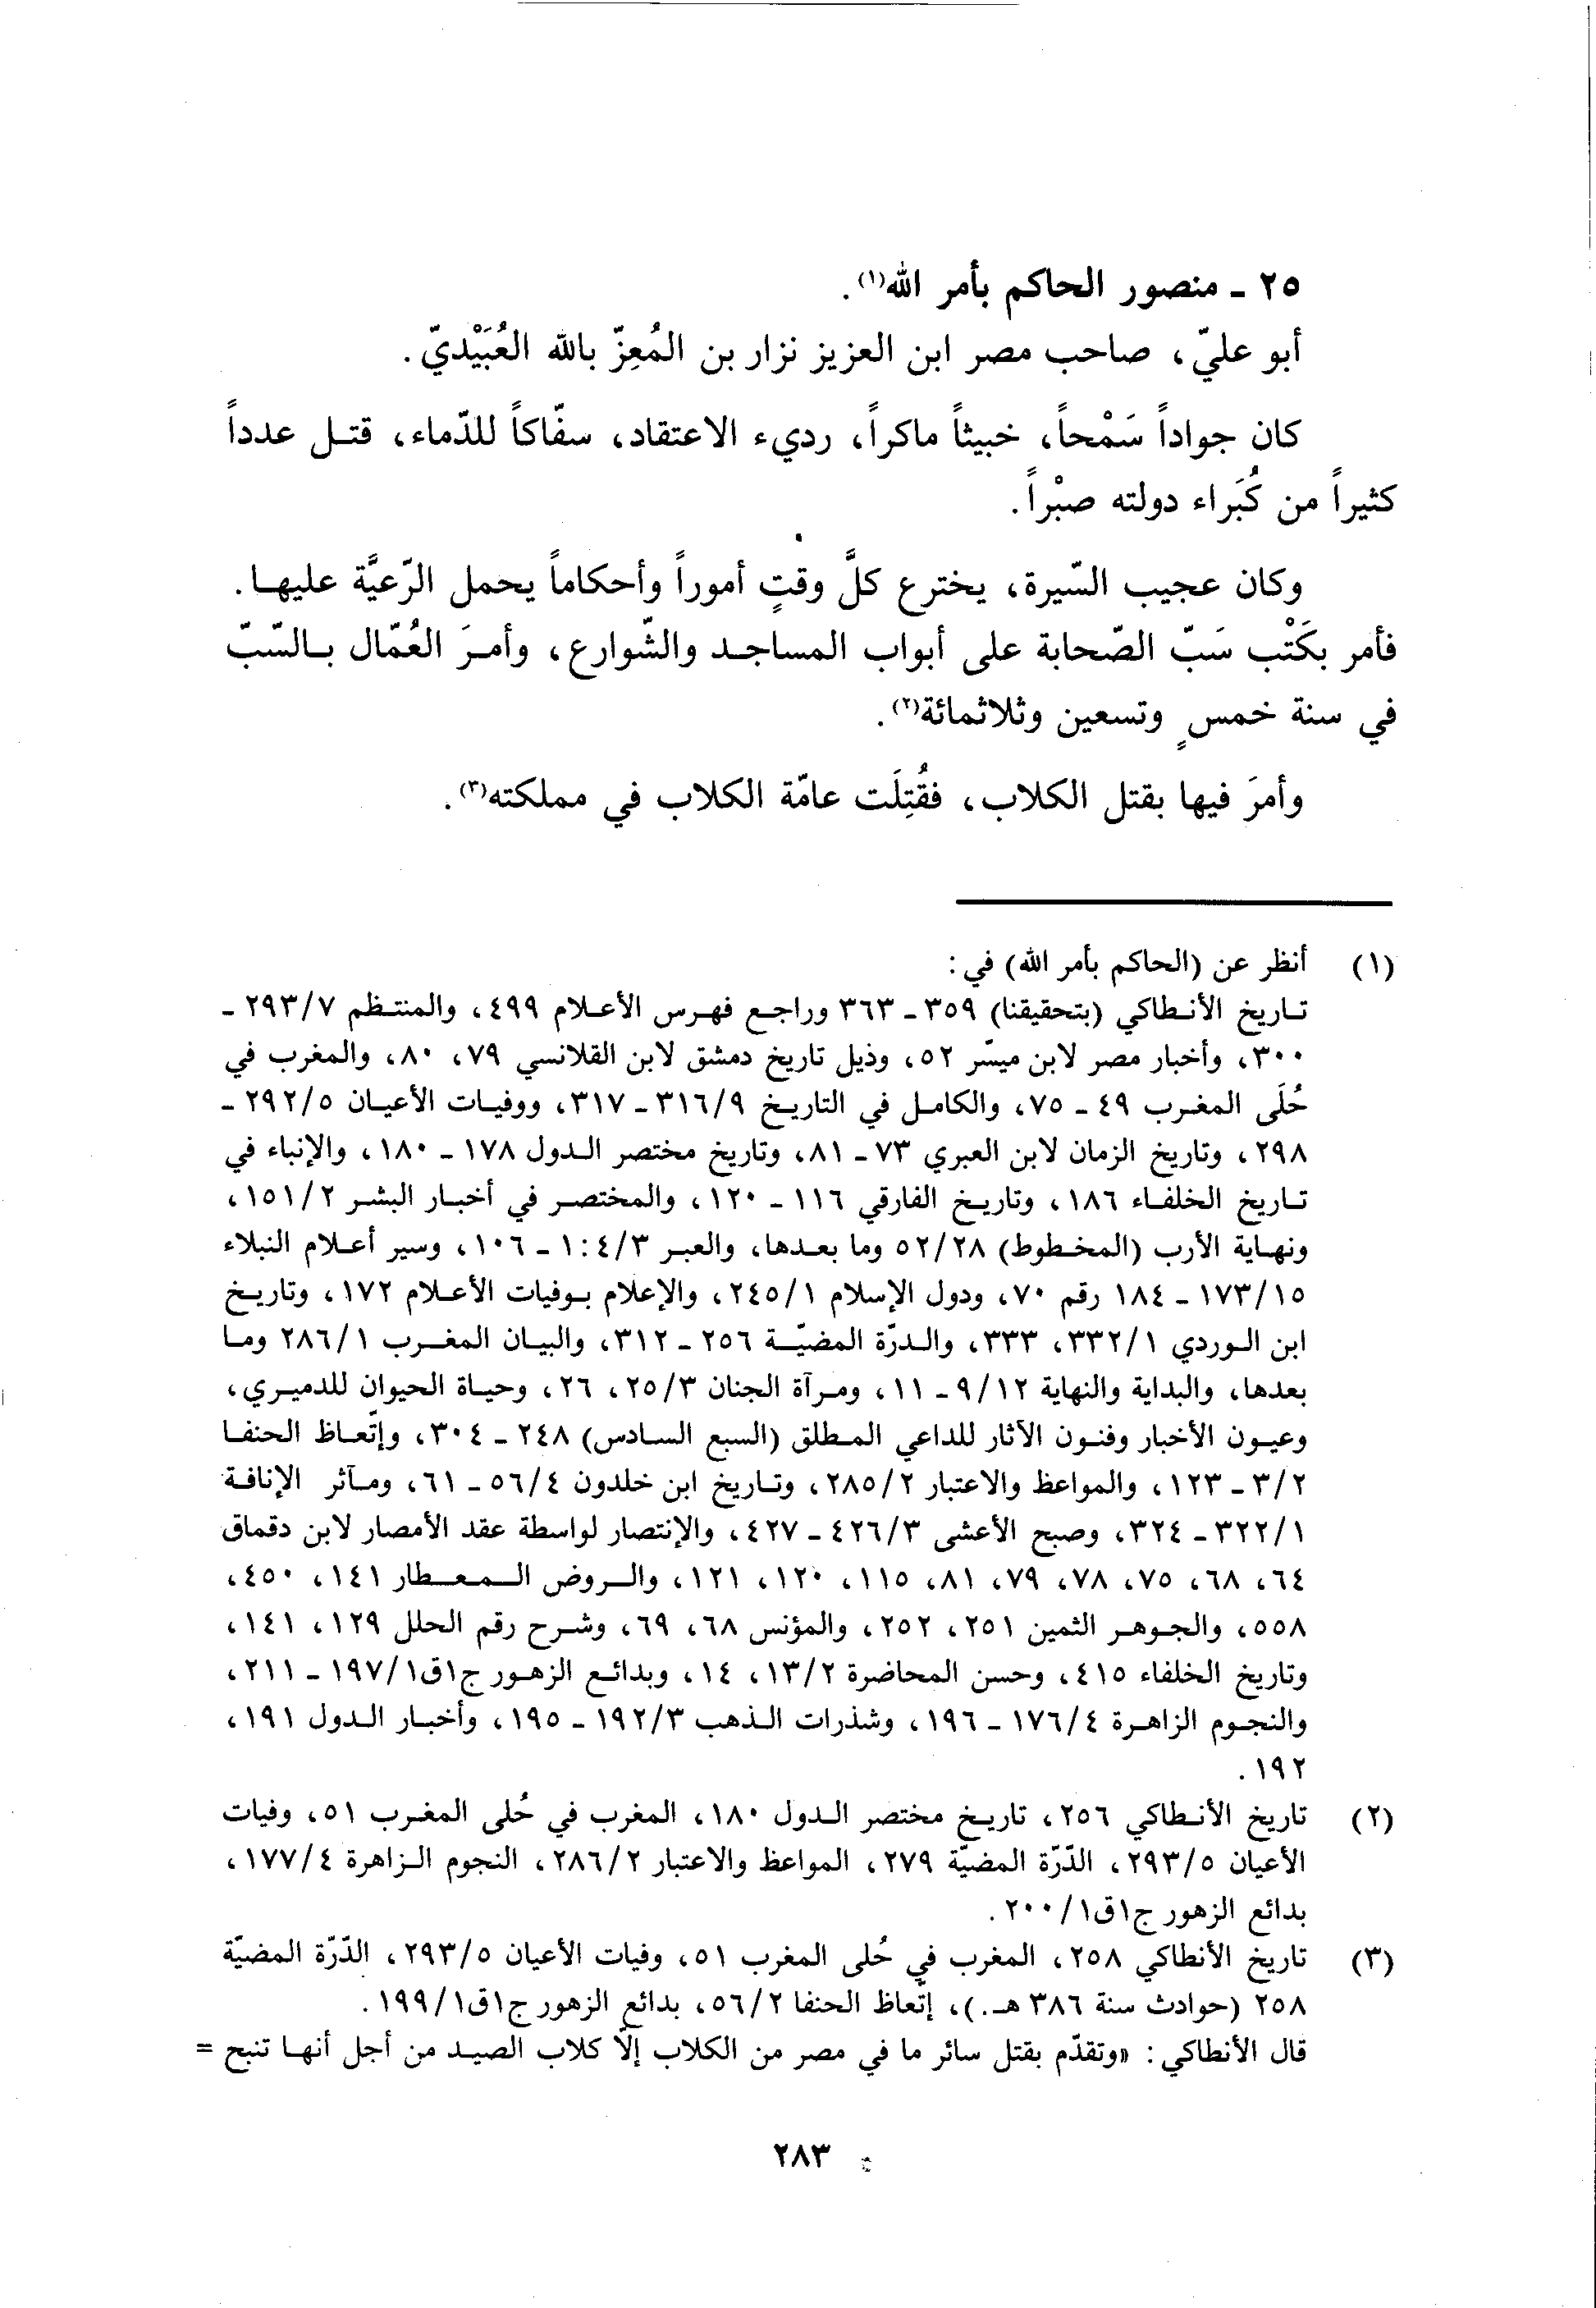 ٢٥ - منصور الحاكم بأمر الله(١).
أبو عليّ، صاحب مصر ابن العزيز نزار بن المُعِزّ بالله العُبَيْديّ.
كان جواداً سَمْحاً، خبيثاً ماكراً، رديء الاعتقاد، سفّاكاً للدّماء، قتل عدداً
كثيراً من كُبَراء دولته صبْراً.
وكان عجيب السّيرة، يخترع كلَّ وقتٍ أموراً وأحكاماً يحمل الرّعيَّة عليها.
فأمر بكَتْب سَبّ الصّحابة على أبواب المساجد والشّوارع، وأمرَ العُمّال بالسّبّ
في سنة خمسٍ وتسعين وثلاثمائة(٢).
وأمرَ فيها بقتل الكلاب، فقُتِلَت عامّة الكلاب في مملكته(٣).
(١) أنظر عن (الحاكم بأمر الله) في:
تاريخ الأنطاكي (بتحقيقنا) ٣٥٩ - ٣٦٣ وراجع فهرس الأعلام ٤٩٩، والمنتظم ٢٩٣/٧ -
٣٠٠، وأخبار مصر لابن ميسّر ٥٢، وذيل تاريخ دمشق لابن القلانسي ٧٩، ٨٠، والمغرب في
حُلَى المغرب ٤٩ - ٧٥، والكامل في التاريخ ٣١٦/٩ - ٣١٧، ووفيات الأعيان ٢٩٢/٥ -
٢٩٨، وتاريخ الزمان لابن العبري ٧٣ - ٨١، وتاريخ مختصر الدول ١٧٨ - ١٨٠، والإنباء في
تاريخ الخلفاء ١٨٦، وتاريخ الفارقي ١١٦ - ١٢٠، والمختصر في أخبار البشر ١٥١/٢،
ونهاية الأرب (المخطوط) ٥٢/٢٨ وما بعدها، والعبر ٤/٣:١ - ١٠٦، وسير أعلام النبلاء
١٧٣/١٥ - ١٨٤ رقم ٧٠، ودول الإسلام ٢٤٥/١، والإعلام بوفيات الأعلام ١٧٢، وتاريخ
ابن الوردي ٣٣٢/١، ٣٣٣، والدرّة المضيّة ٢٥٦ - ٣١٢، والبيان المغرب ٢٨٦/١ وما
بعدها، والبداية والنهاية ٩/١٢ - ١١، ومرآة الجنان ٢٥/٣، ٢٦، وحياة الحيوان للدميري،
وعيون الأخبار وفنون الآثار للداعي المطلق (السبع السادس) ٢٤٨ - ٣٠٤، وإتّعاظ الحنفا
٣/٢ - ١٢٣، والمواعظ والاعتبار ٢٨٥/٢، وتاريخ ابن خلدون ٥٦/٤ - ٦١، ومآثر الإنافة
٣٢٢/١ - ٣٢٤، وصبح الأعشى ٤٢٦/٣ - ٤٢٧، والإنتصار لواسطة عقد الأمصار لابن دقماق
٦٤، ٦٨، ٧٥، ٧٨، ٧٩، ٨١، ١١٥، ١٢٠، ١٢١، والروض المعطار ١٤١، ٤٥٠،
٥٥٨، والجوهر الثمين ٢٥١، ٢٥٢، والمؤنس ٦٨، ٦٩، وشرح رقم الحلل ١٢٩، ١٤١،
وتاريخ الخلفاء ٤١٥، وحسن المحاضرة ١٣/٢، ١٤، وبدائع الزهور ج١ق١٩٧/١ - ٢١١،
والنجوم الزاهرة ١٧٦/٤ - ١٩٦، وشذرات الذهب ١٩٢/٣ - ١٩٥، وأخبار الدول ١٩١،
١٩٢.
(٢) تاريخ الأنطاكي ٢٥٦، تاريخ مختصر الدول ١٨٠، المغرب في حُلى المغرب ٥١، وفيات
الأعيان ٢٩٣/٥، الدّرّة المضيّة ٢٧٩، المواعظ والاعتبار ٢٨٦/٢، النجوم الزاهرة ١٧٧/٤،
بدائع الزهور ج١ق٢٠٠/١.
(٣) تاريخ الأنطاكي ٢٥٨، المغرب في حُلى المغرب ٥١، وفيات الأعيان ٢٩٣/٥، الدّرّة المضيّة
٢٥٨ (حوادث سنة ٣٨٦ هـ.)، إتّعاظ الحنفا ٥٦/٢، بدائع الزهور ج١ق١٩٩/١.
قال الأنطاكي: «وتقدّم بقتل سائر ما في مصر من الكلاب إلّا كلاب الصيد من أجل أنها تنبح =
٢٨٣